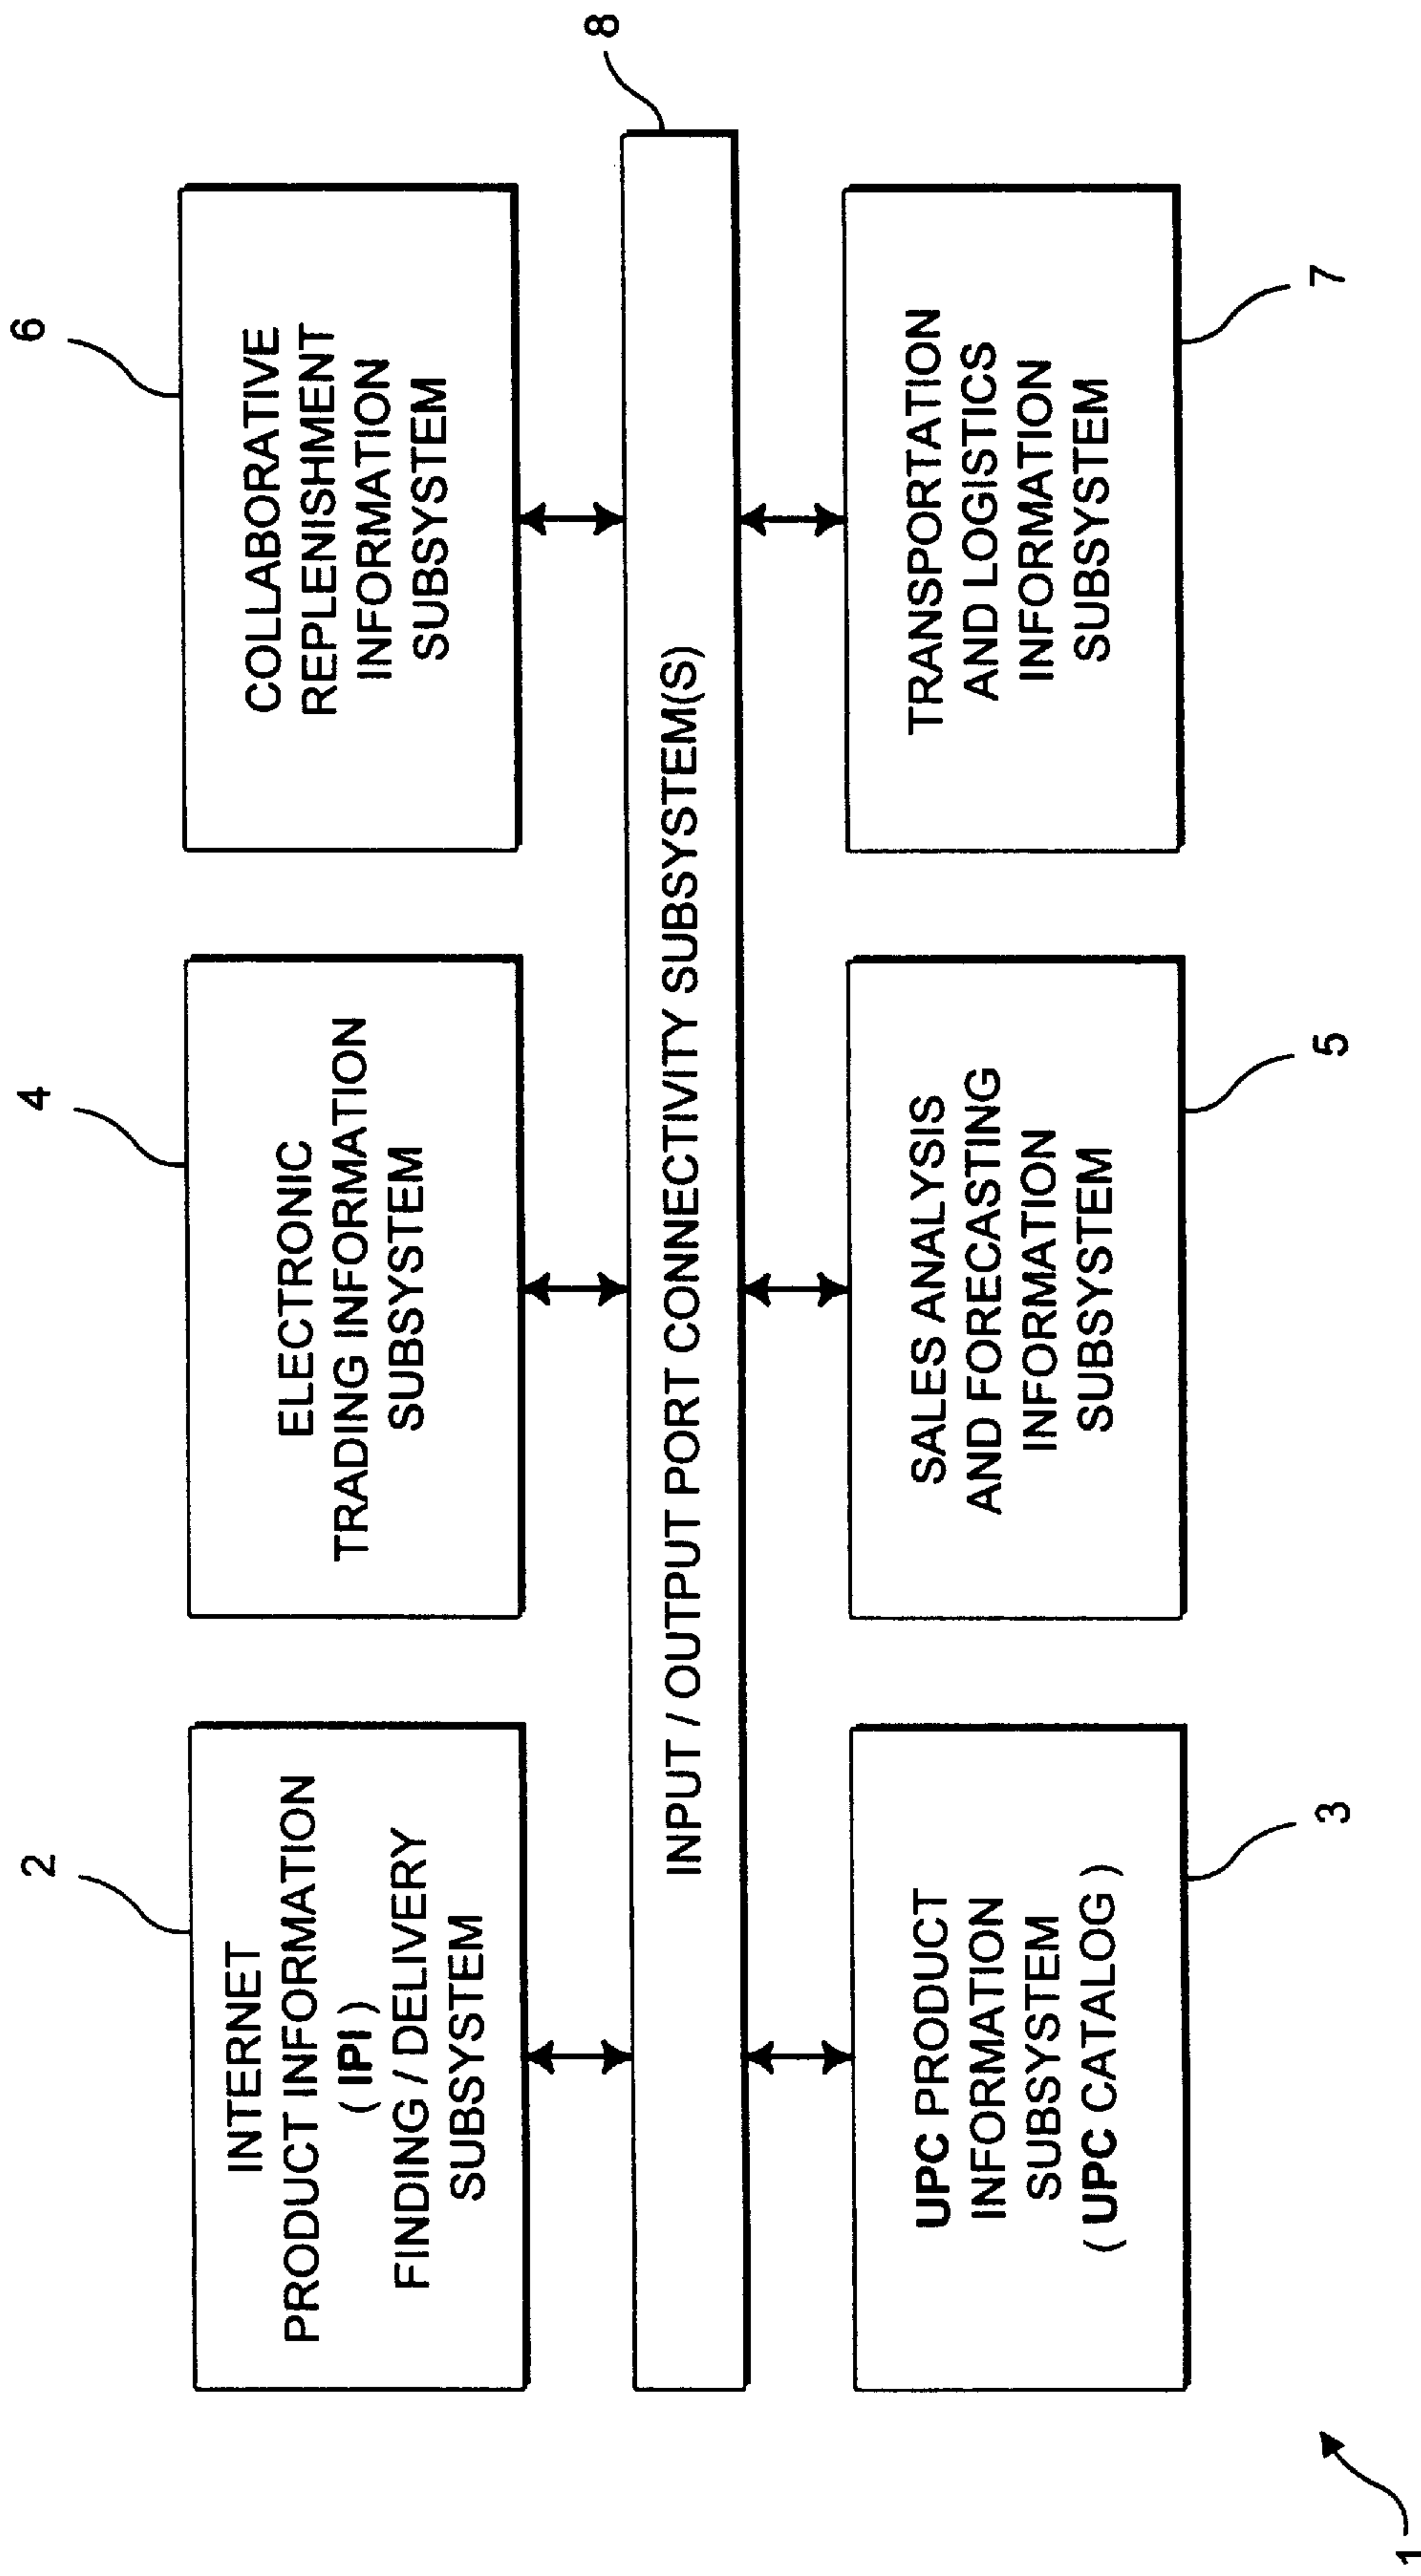 2
INTERNET
PRODUCT INFORMATION
( IPI )
FINDING / DELIVERY
SUBSYSTEM
4
ELECTRONIC
TRADING INFORMATION
SUBSYSTEM
6
COLLABORATIVE
REPLENISHMENT
INFORMATION
SUBSYSTEM
8
INPUT / OUTPUT PORT CONNECTIVITY SUBSYSTEM(S)
UPC PRODUCT
INFORMATION
SUBSYSTEM
( UPC CATALOG )
3
SALES ANALYSIS
AND FORECASTING
INFORMATION
SUBSYSTEM
5
TRANSPORTATION
AND LOGISTICS
INFORMATION
SUBSYSTEM
7
1